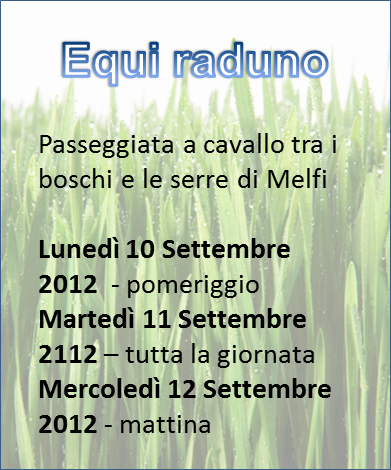 Equi raduno
Passeggiata a cavallo tra i
boschi e le serre di Melfi
Lunedì 10 Settembre
2012 - pomeriggio
Martedì 11 Settembre
2112 – tutta la giornata
Mercoledì 12 Settembre
2012 - mattina